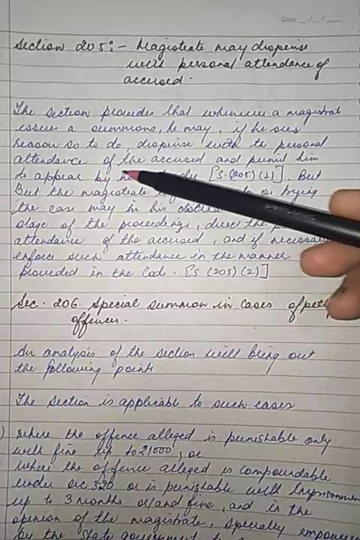 Date __/__/__
Section 205:- Magistrate may dispense
with personal attendance of
accused.
The section provides that whenever a magistrate
issues a summons, he may, if he sees
reason so to do, dispense with the personal
attendance of the accused and permit him
to appear by [S. (205) (1)]. But
But the magistrate or trying
the case may in his
stage of the proceedings, direct the
attendance of the accused, and if necessary
enforce such attendance in the manner
provided in the Code. [S (205) (2)]
Sec. 206 Special summon in Cases of petty
offences.
An analysis of the section will bring out
the following points
The section is applicable to such cases
where the offence alleged is punishable only
with fine up to 1000; or
where the offence alleged is compoundable
under sec 320 or is punishable with Imprisonment
up to 3 months or/and fine, and in the
opinion of the magistrate, specially empowered
by the State government to